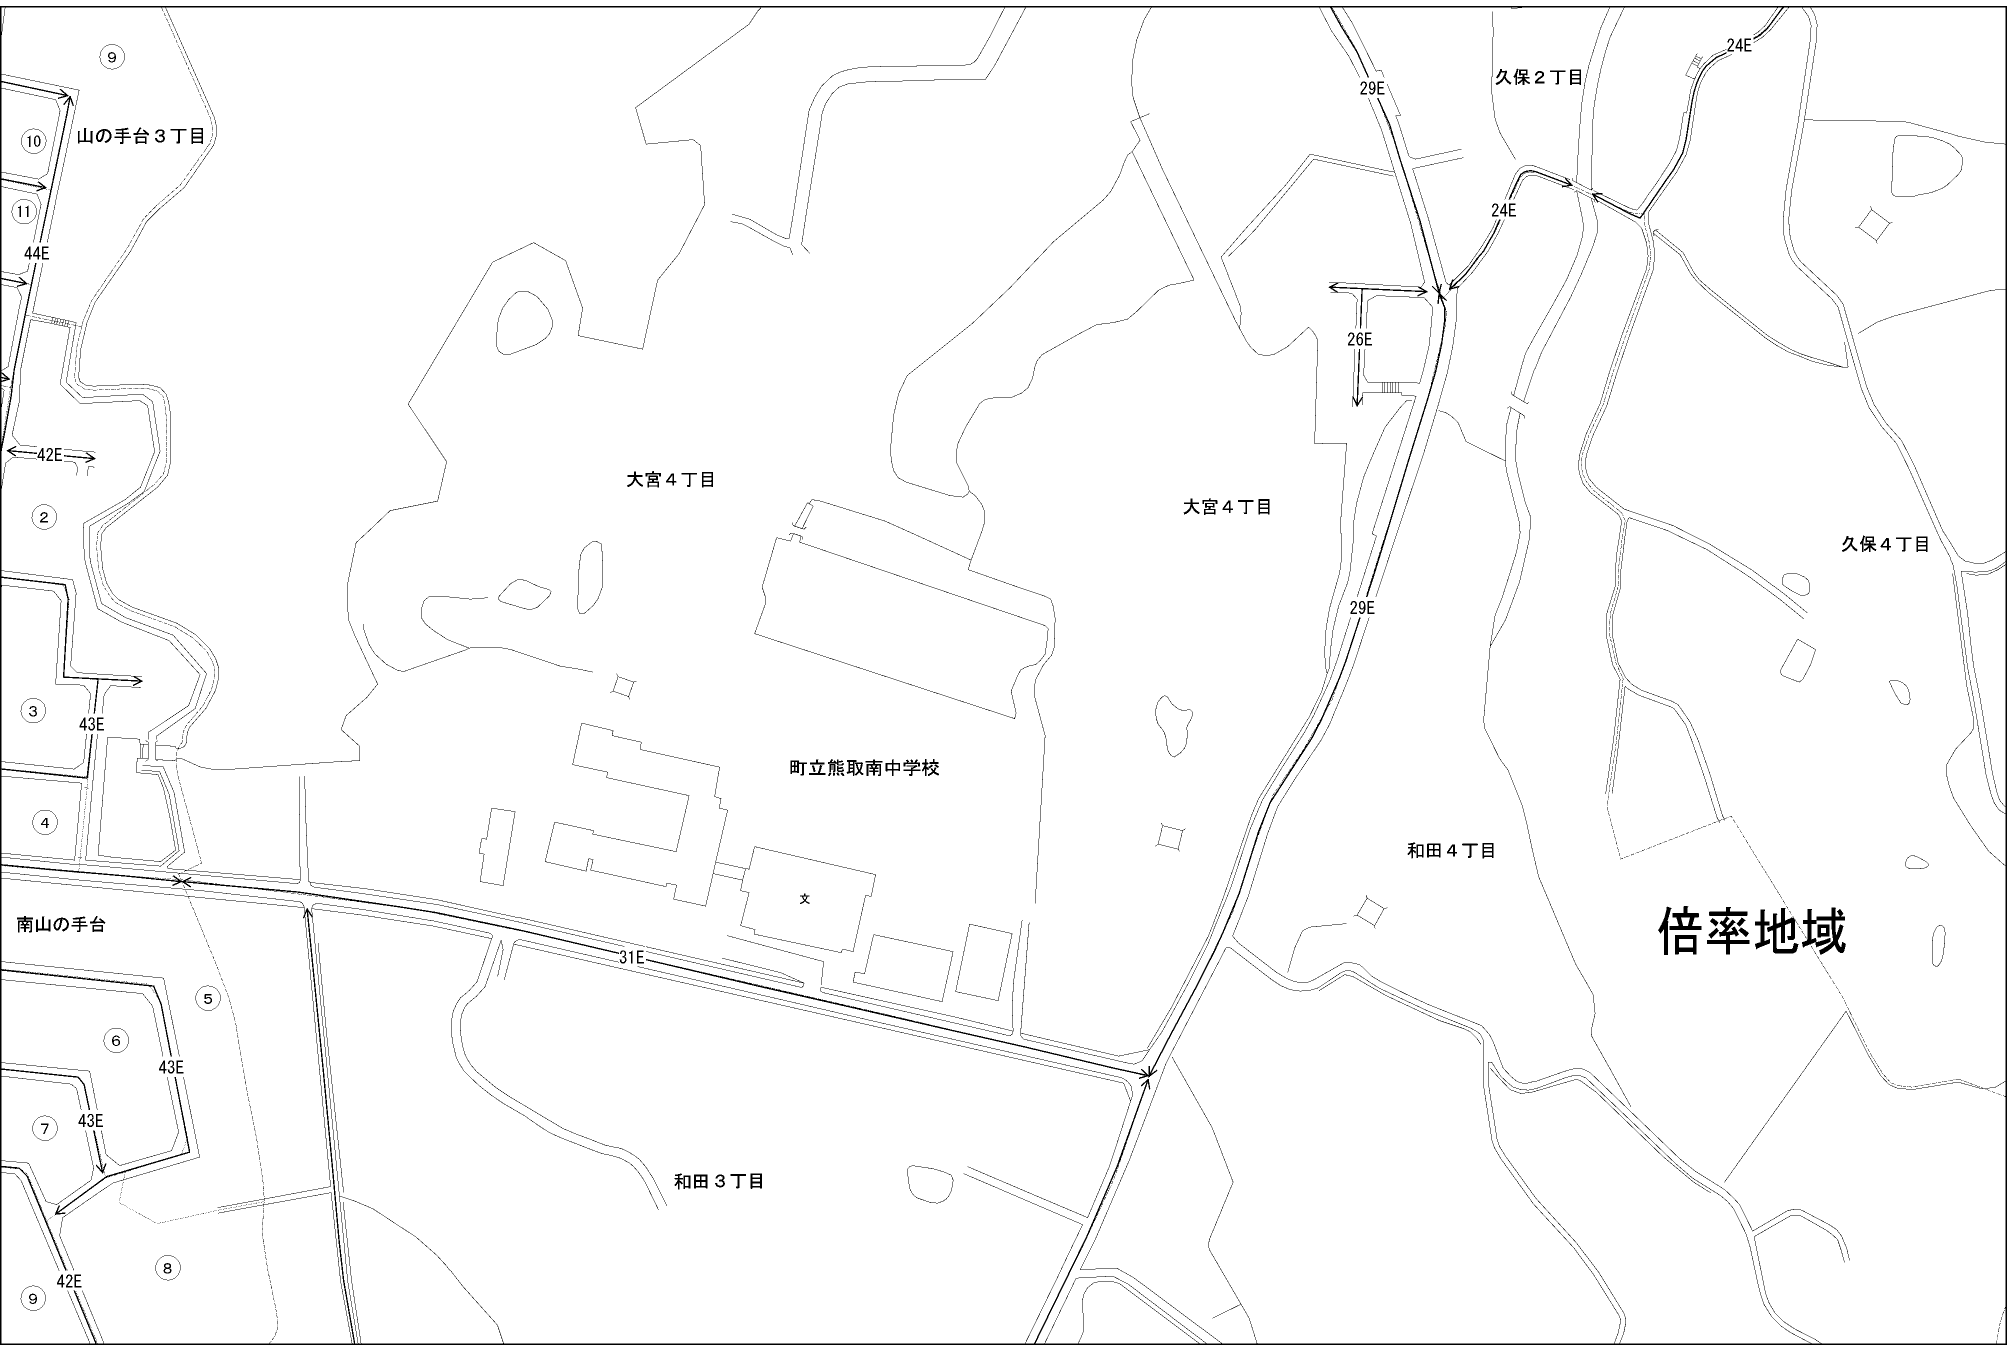 24E
⑨
久保２丁目
29E
山の手台３丁目
⑩
⑪
24E
44E
26E
42E
大宮４丁目
大宮４丁目
②
久保４丁目
29E
③
43E
町立熊取南中学校
④
和田４丁目
文
南山の手台
倍率地域
31E
⑤
⑥
43E
43E
⑦
和田３丁目
⑧
42E
⑨